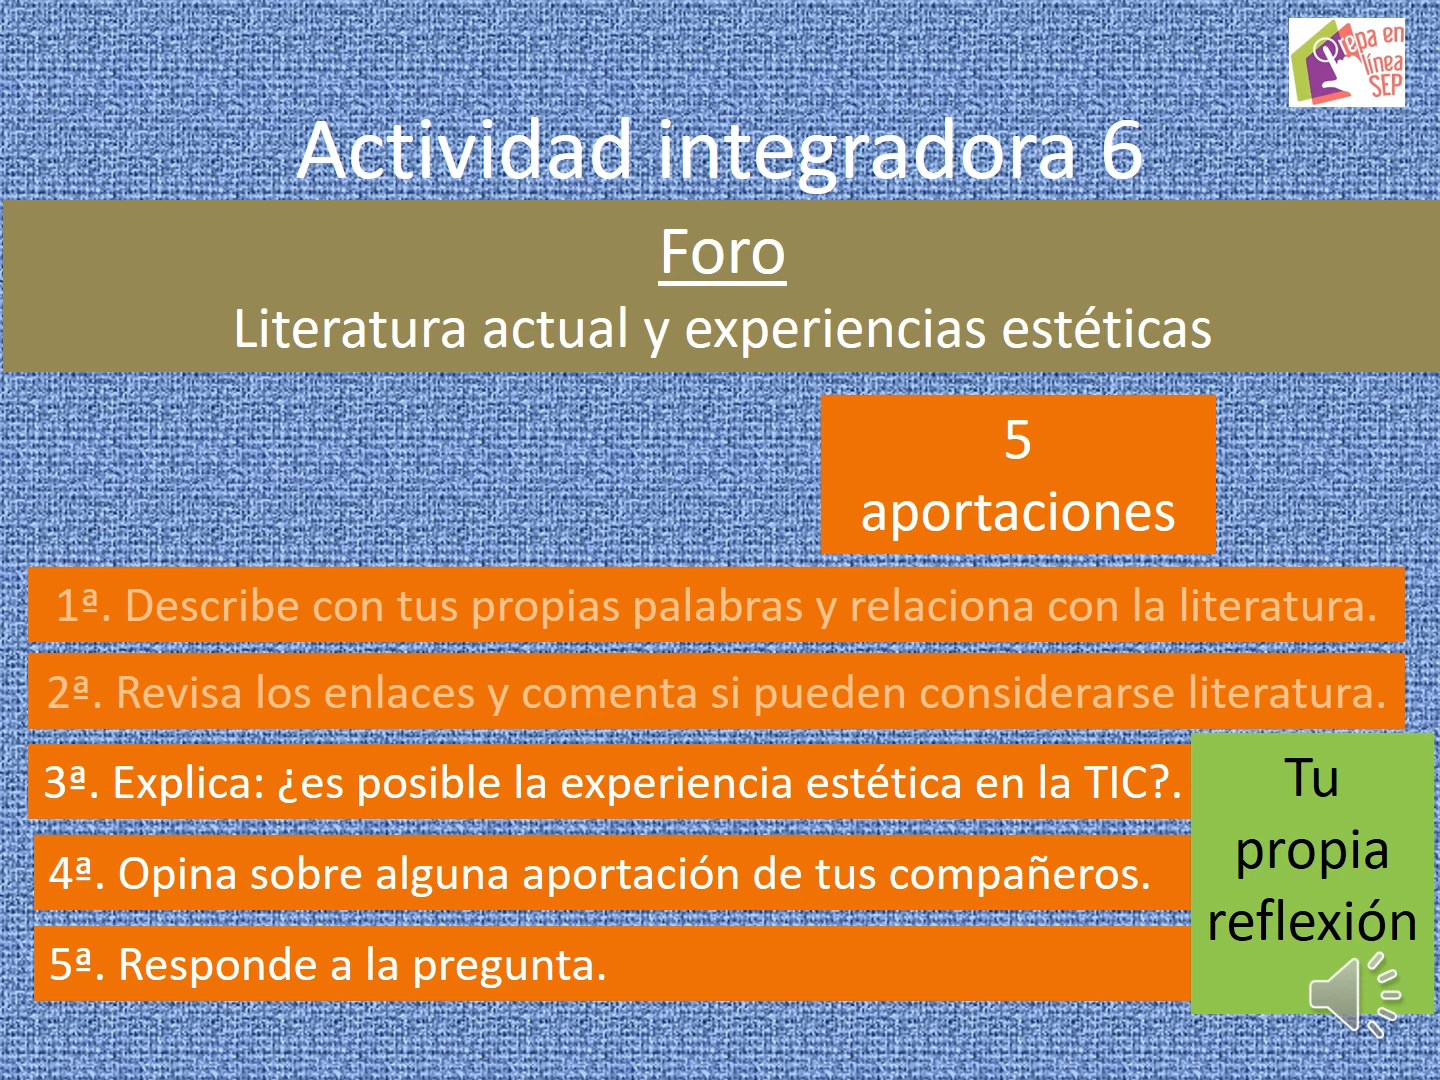 Prepa en
línea
SEP
Actividad integradora 6
Foro
Literatura actual y experiencias estéticas
5
aportaciones
1ª. Describe con tus propias palabras y relaciona con la literatura.
2ª. Revisa los enlaces y comenta si pueden considerarse literatura.
3ª. Explica: ¿es posible la experiencia estética en la TIC?.
4ª. Opina sobre alguna aportación de tus compañeros.
5ª. Responde a la pregunta.
Tu
propia
reflexión